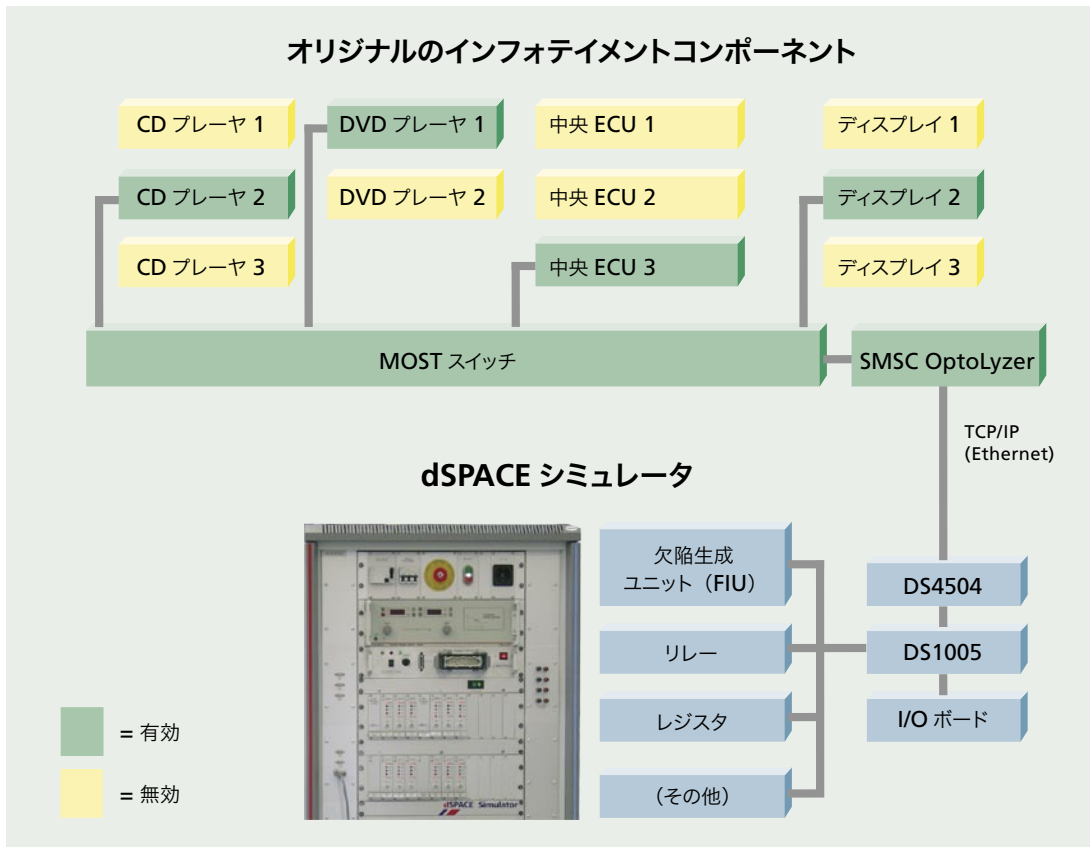 オリジナルのインフォテイメントコンポーネント
CD プレーヤ 1
DVD プレーヤ 1
中央 ECU 1
ディスプレイ 1
CD プレーヤ 2
DVD プレーヤ 2
中央 ECU 2
ディスプレイ 2
CD プレーヤ 3
中央 ECU 3
ディスプレイ 3
MOST スイッチ
SMSC OptoLyzer
TCP/IP
(Ethernet)
dSPACE シミュレータ
欠陥生成
ユニット（FIU）
リレー
レジスタ
（その他）
DS4504
DS1005
I/O ボード
= 有効
= 無効
dSPACE Simulator